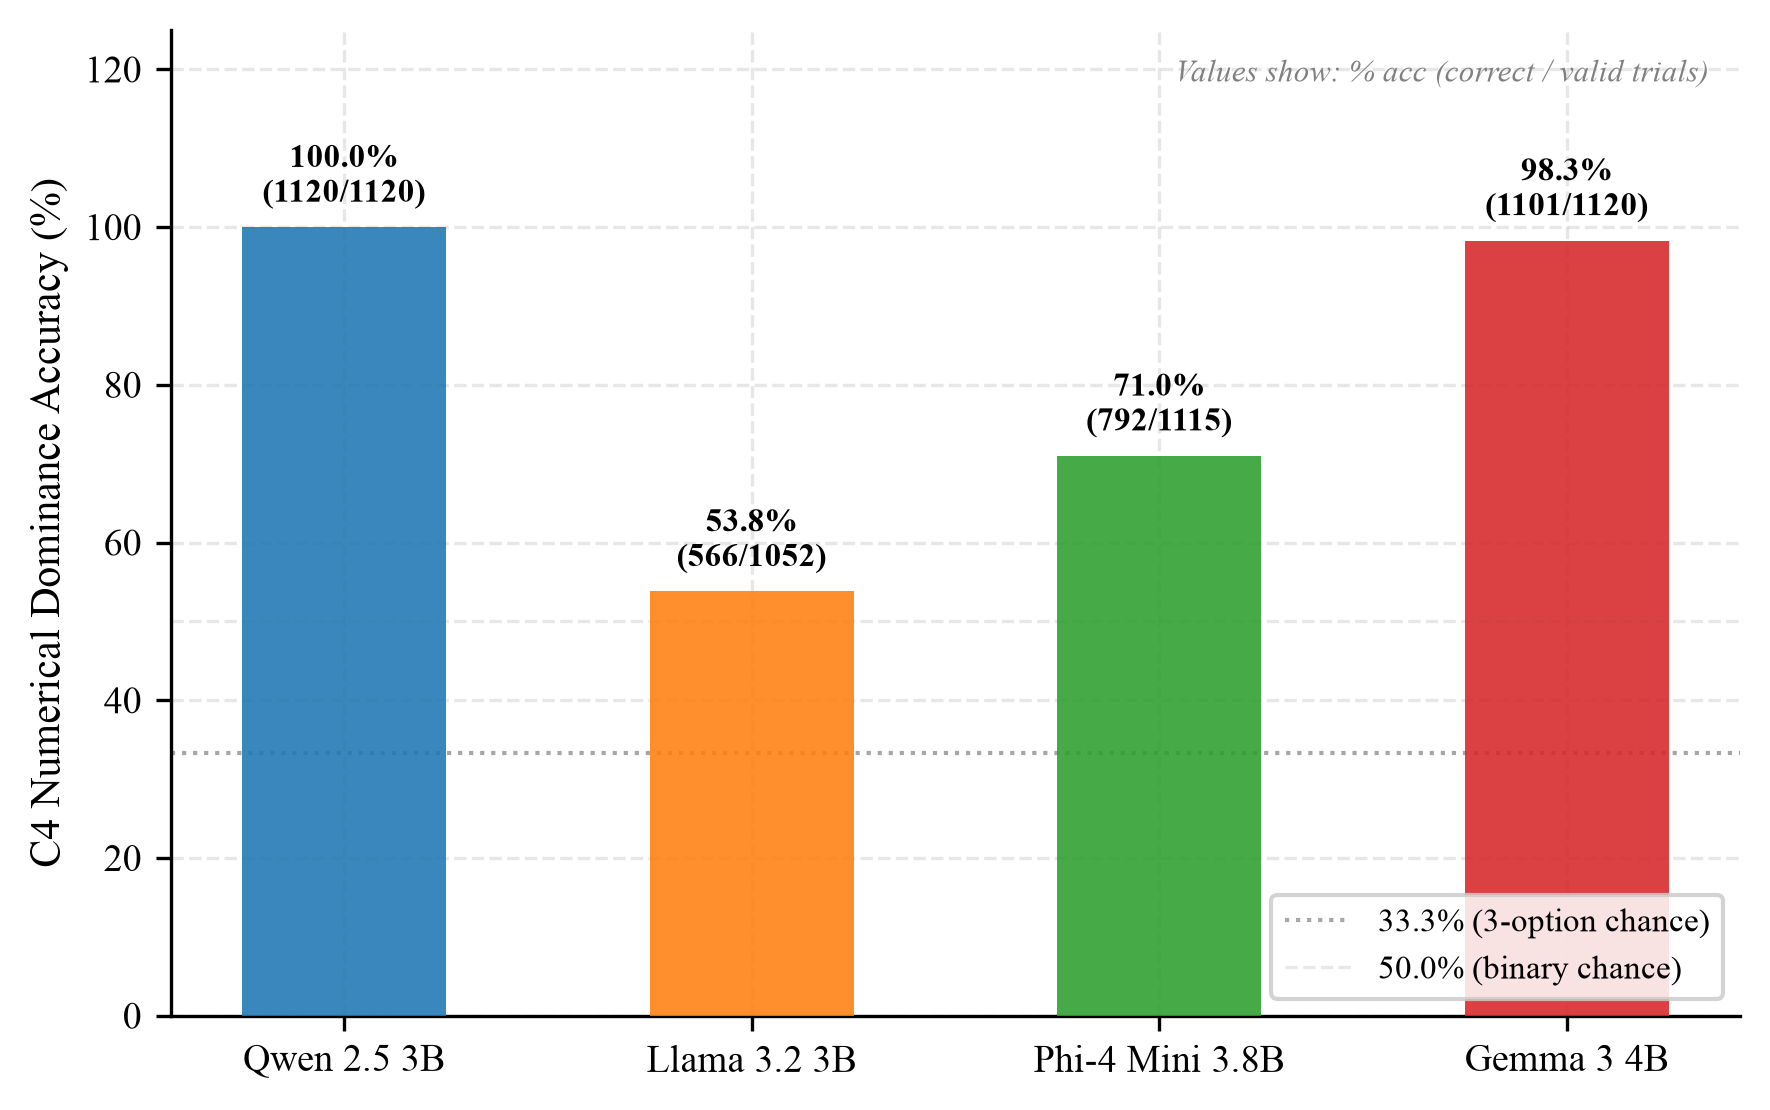 Values show: % acc (correct / valid trials)
C4 Numerical Dominance Accuracy (%)
120
100
80
60
40
20
0
100.0%
(1120/1120)
53.8%
(566/1052)
71.0%
(792/1115)
98.3%
(1101/1120)
33.3% (3-option chance)
50.0% (binary chance)
Qwen 2.5 3B
Llama 3.2 3B
Phi-4 Mini 3.8B
Gemma 3 4B